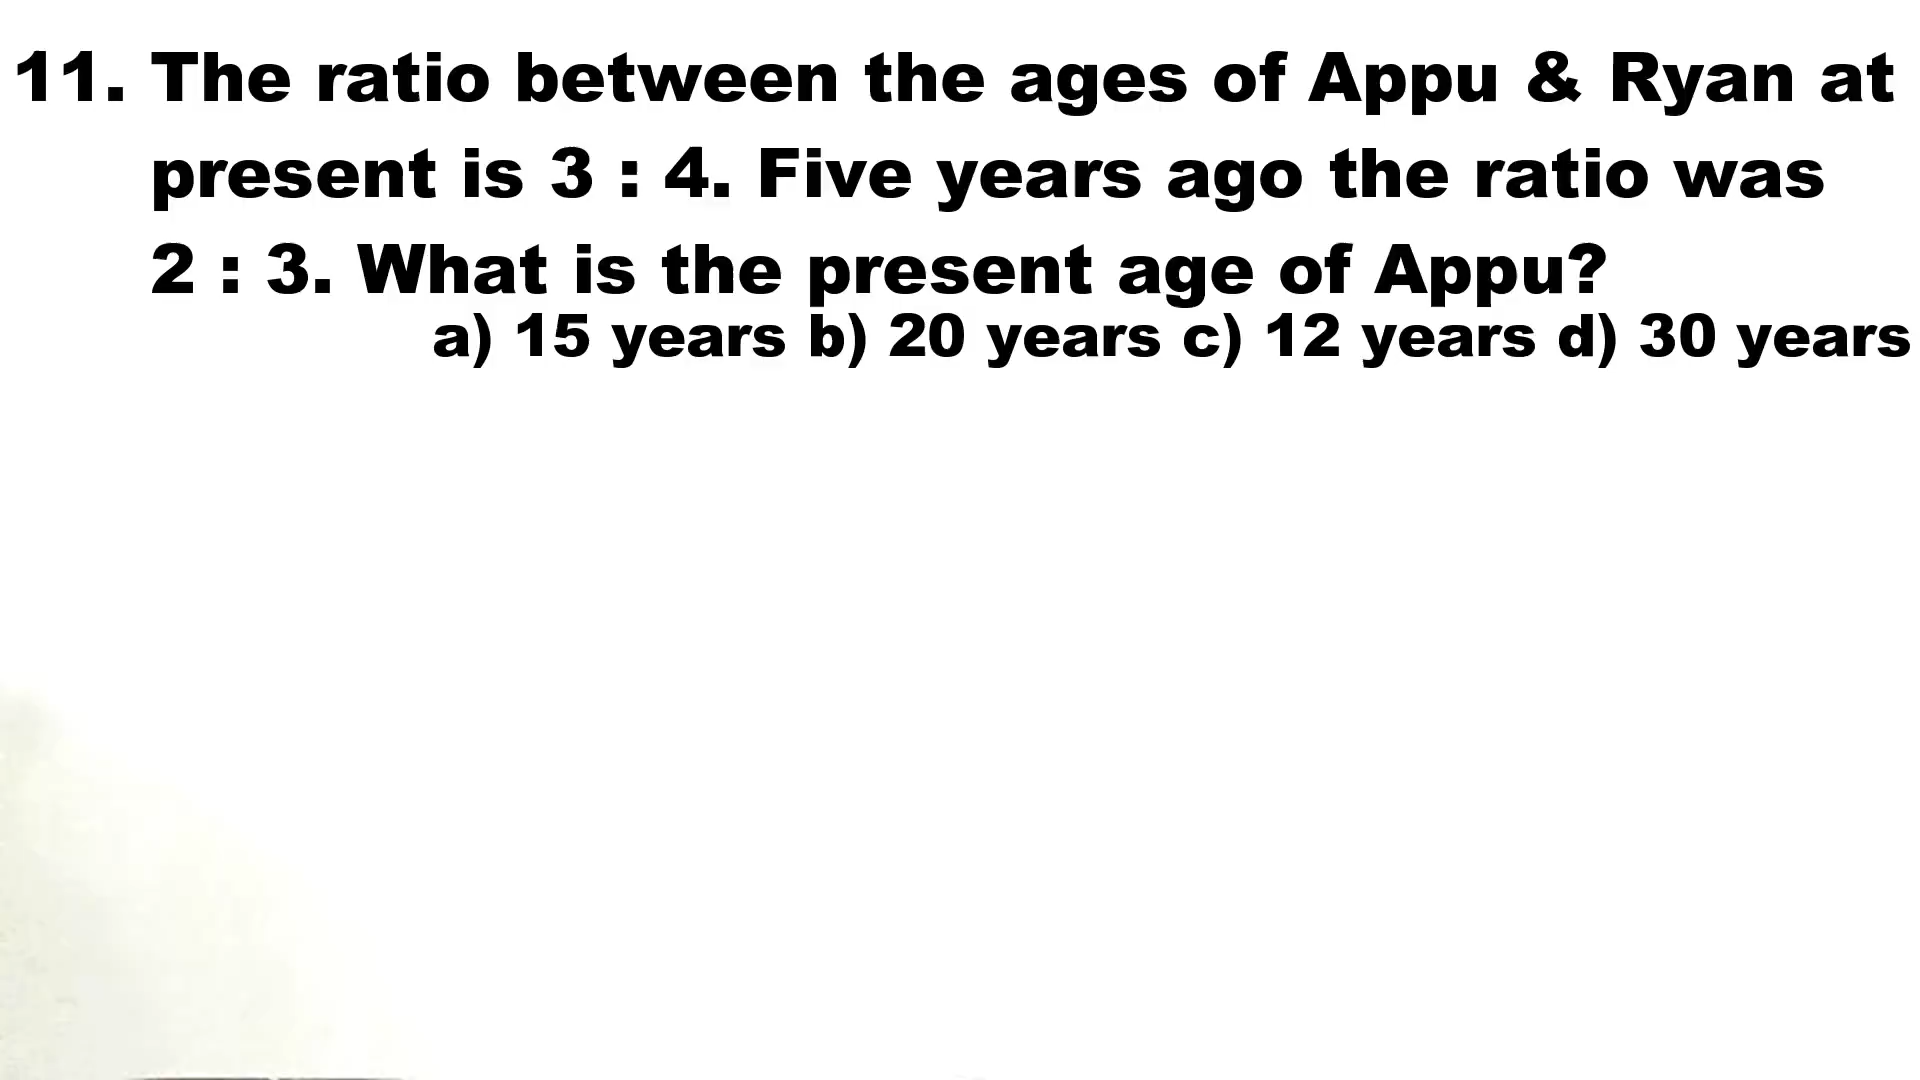 11. The ratio between the ages of Appu & Ryan at
present is 3 : 4. Five years ago the ratio was
2 : 3. What is the present age of Appu?
a) 15 years b) 20 years c) 12 years d) 30 years